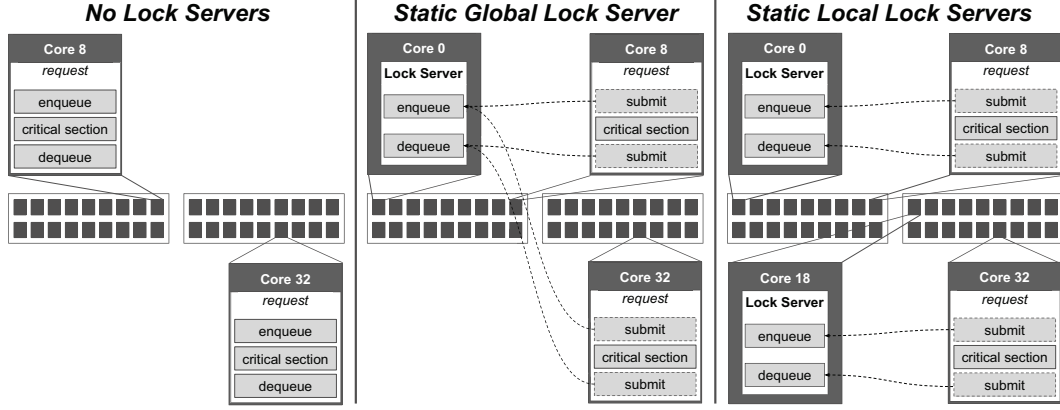 No Lock Servers
Core 8
request
enqueue
critical section
dequeue
Core 32
request
enqueue
critical section
dequeue
Static Global Lock Server
Core 0
Lock Server
enqueue
dequeue
Core 8
request
submit
critical section
submit
Core 32
request
submit
critical section
submit
Static Local Lock Servers
Core 0
Lock Server
enqueue
dequeue
Core 8
request
submit
critical section
submit
Core 18
Lock Server
enqueue
dequeue
Core 32
request
submit
critical section
submit